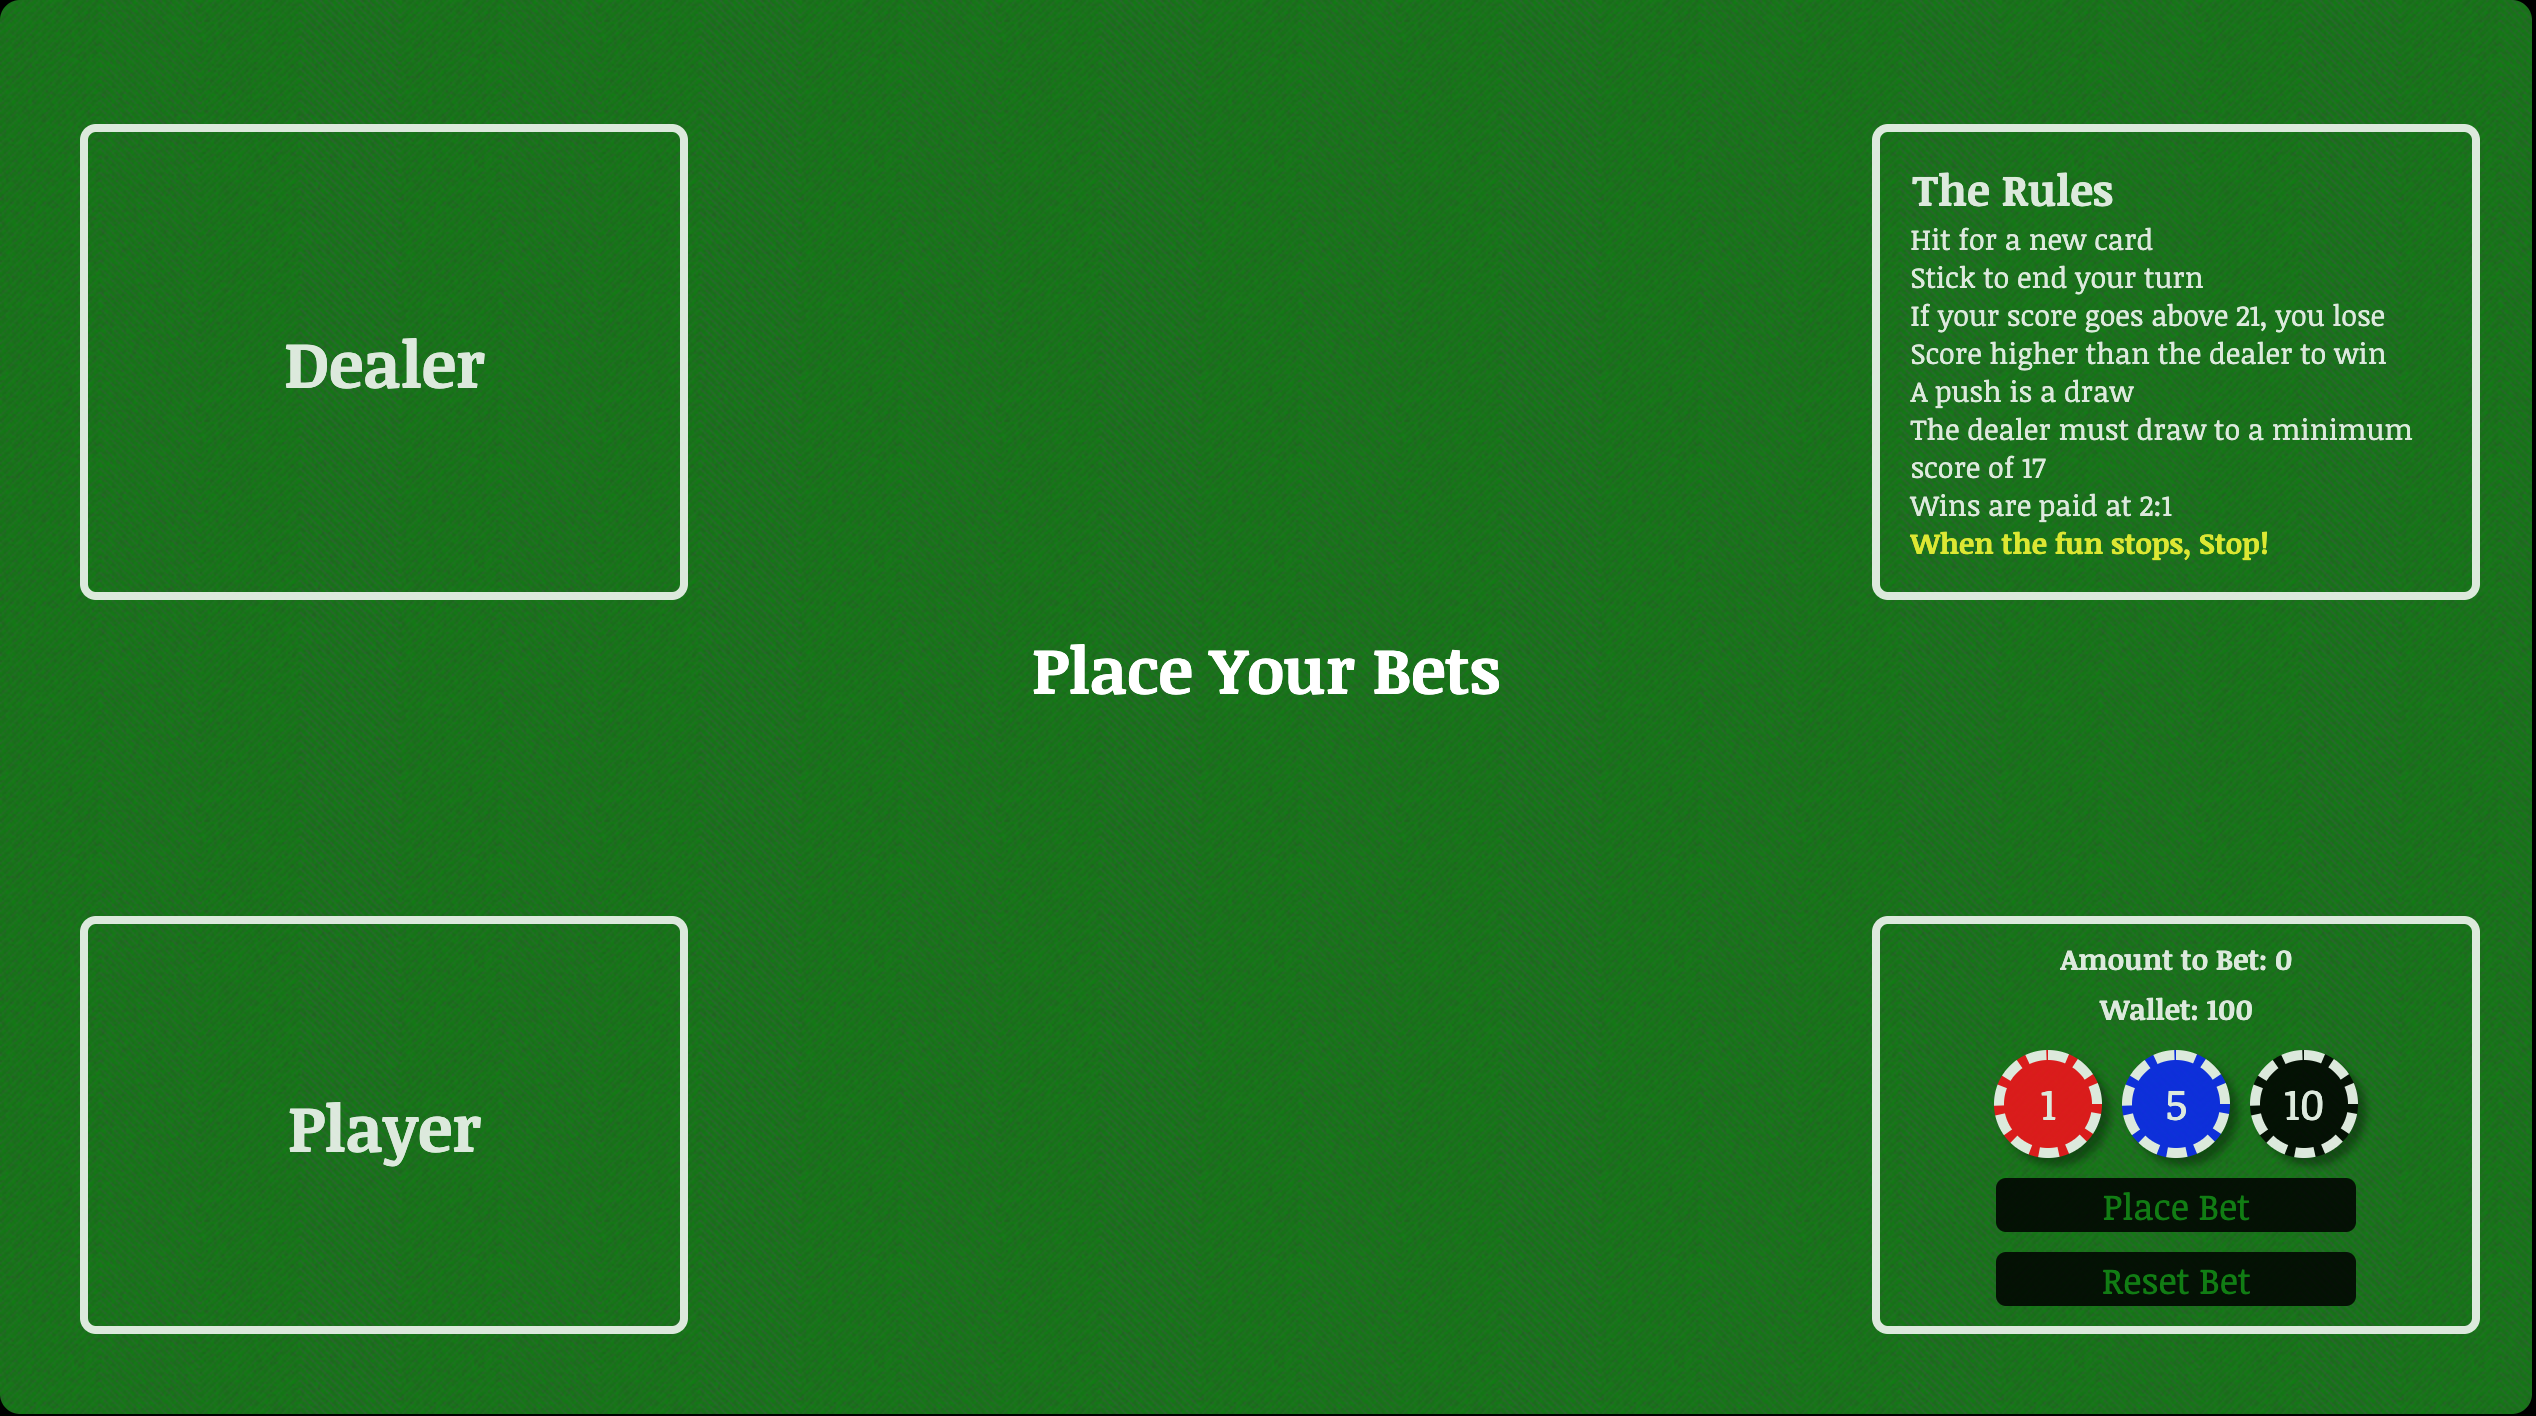 Dealer
The Rules
Hit for a new card
Stick to end your turn
If your score goes above 21, you lose
Score higher than the dealer to win
A push is a draw
The dealer must draw to a minimum
score of 17
Wins are paid at 2:1
When the fun stops, Stop!
Place Your Bets
Player
Amount to Bet: 0
Wallet: 100
1
5
10
Place Bet
Reset Bet